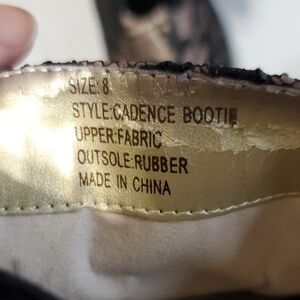 SIZE:8
STYLE:CADENCE BOOTIE
UPPER:FABRIC
OUTSOLE:RUBBER
MADE IN CHINA